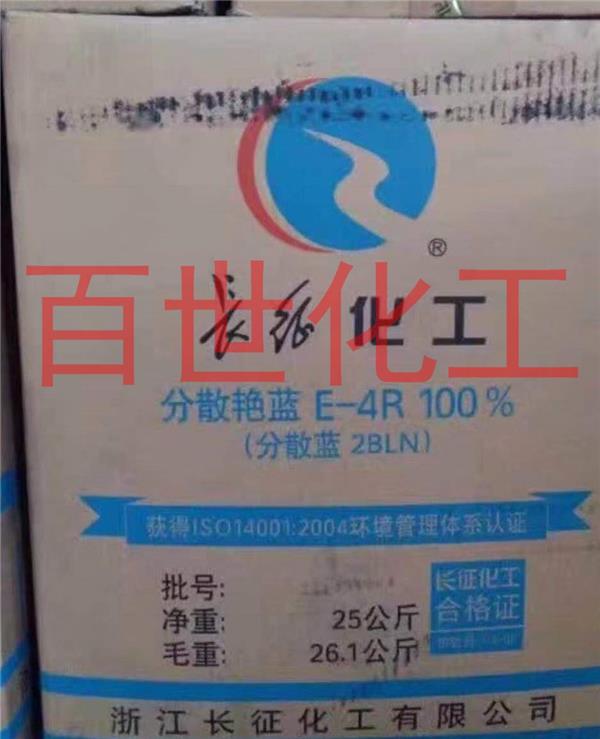 ®
百世化工
长征化工
分散艳蓝 E-4R 100%
(分散蓝 2BLN)
获得ISO14001:2004环境管理体系认证
批号:
净重: 25公斤
毛重: 26.1公斤
长征化工
合格证
浙江长征化工有限公司